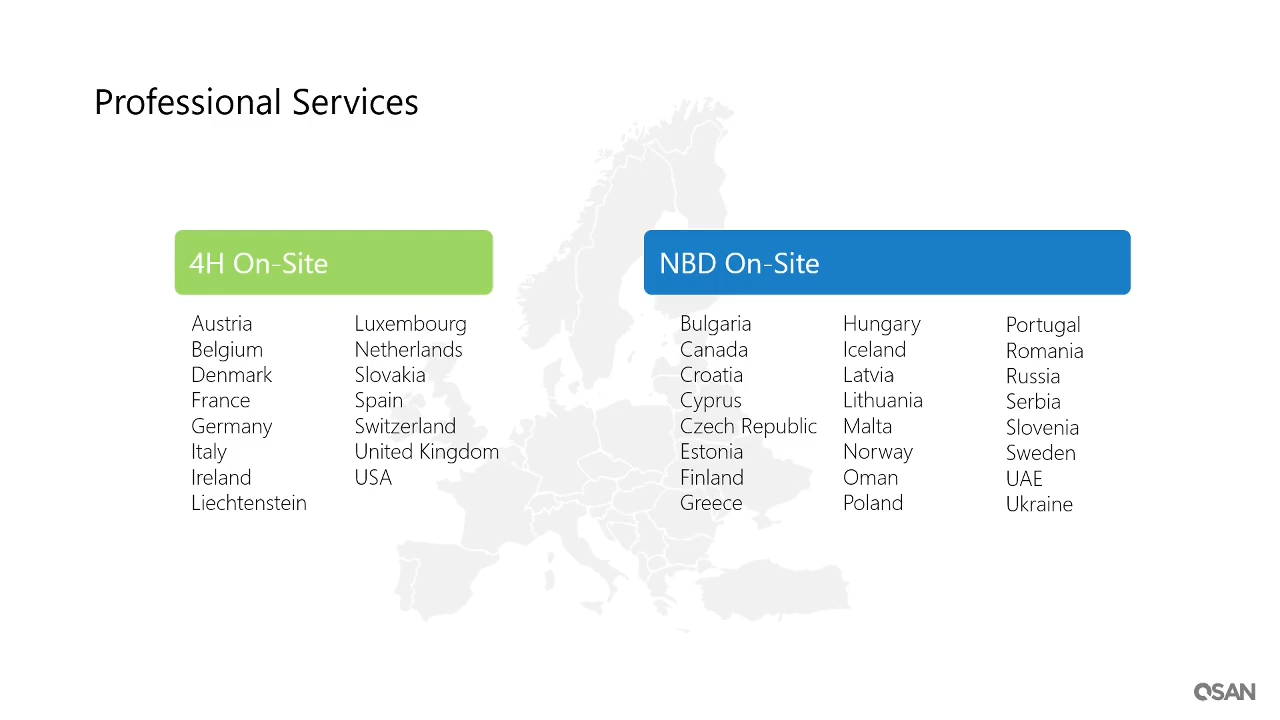 Professional Services
4H On-Site
Austria
Belgium
Denmark
France
Germany
Italy
Ireland
Liechtenstein
Luxembourg
Netherlands
Slovakia
Spain
Switzerland
United Kingdom
USA
NBD On-Site
Bulgaria
Canada
Croatia
Cyprus
Czech Republic
Estonia
Finland
Greece
Hungary
Iceland
Latvia
Lithuania
Malta
Norway
Oman
Poland
Portugal
Romania
Russia
Serbia
Slovenia
Sweden
UAE
Ukraine
QSAN